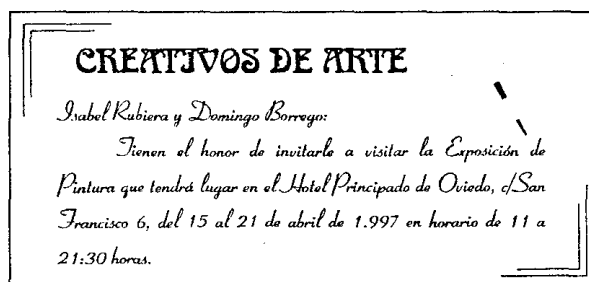 CREATIVOS DE ARTE
Isabel Rubiera y Domingo Borrego:
Tienen el honor de invitarle a visitar la Exposición de
Pintura que tendrá lugar en el Hotel Principado de Oviedo, c/San
Francisco 6, del 15 al 21 de abril de 1.997 en horario de 11 a
21:30 horas.